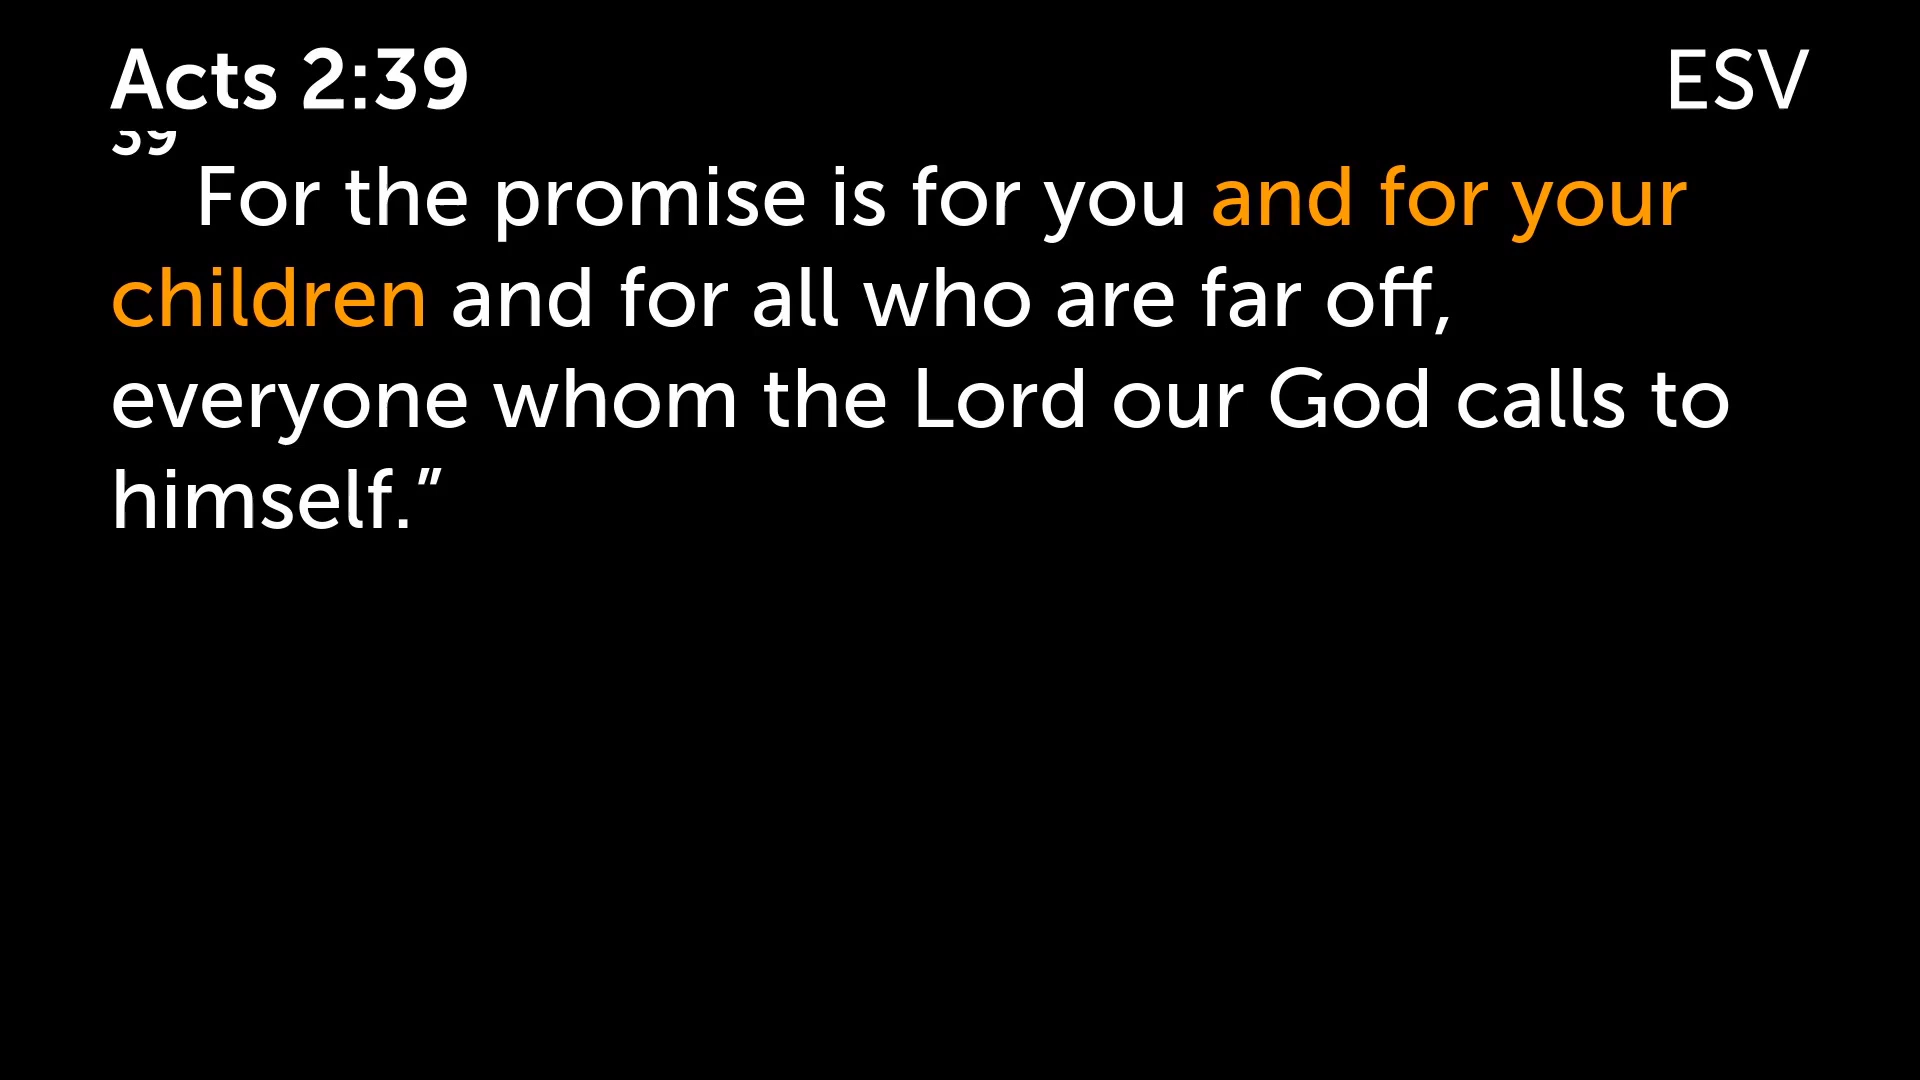 Acts 2:39 ESV
39 For the promise is for you and for your
children and for all who are far off,
everyone whom the Lord our God calls to
himself.”